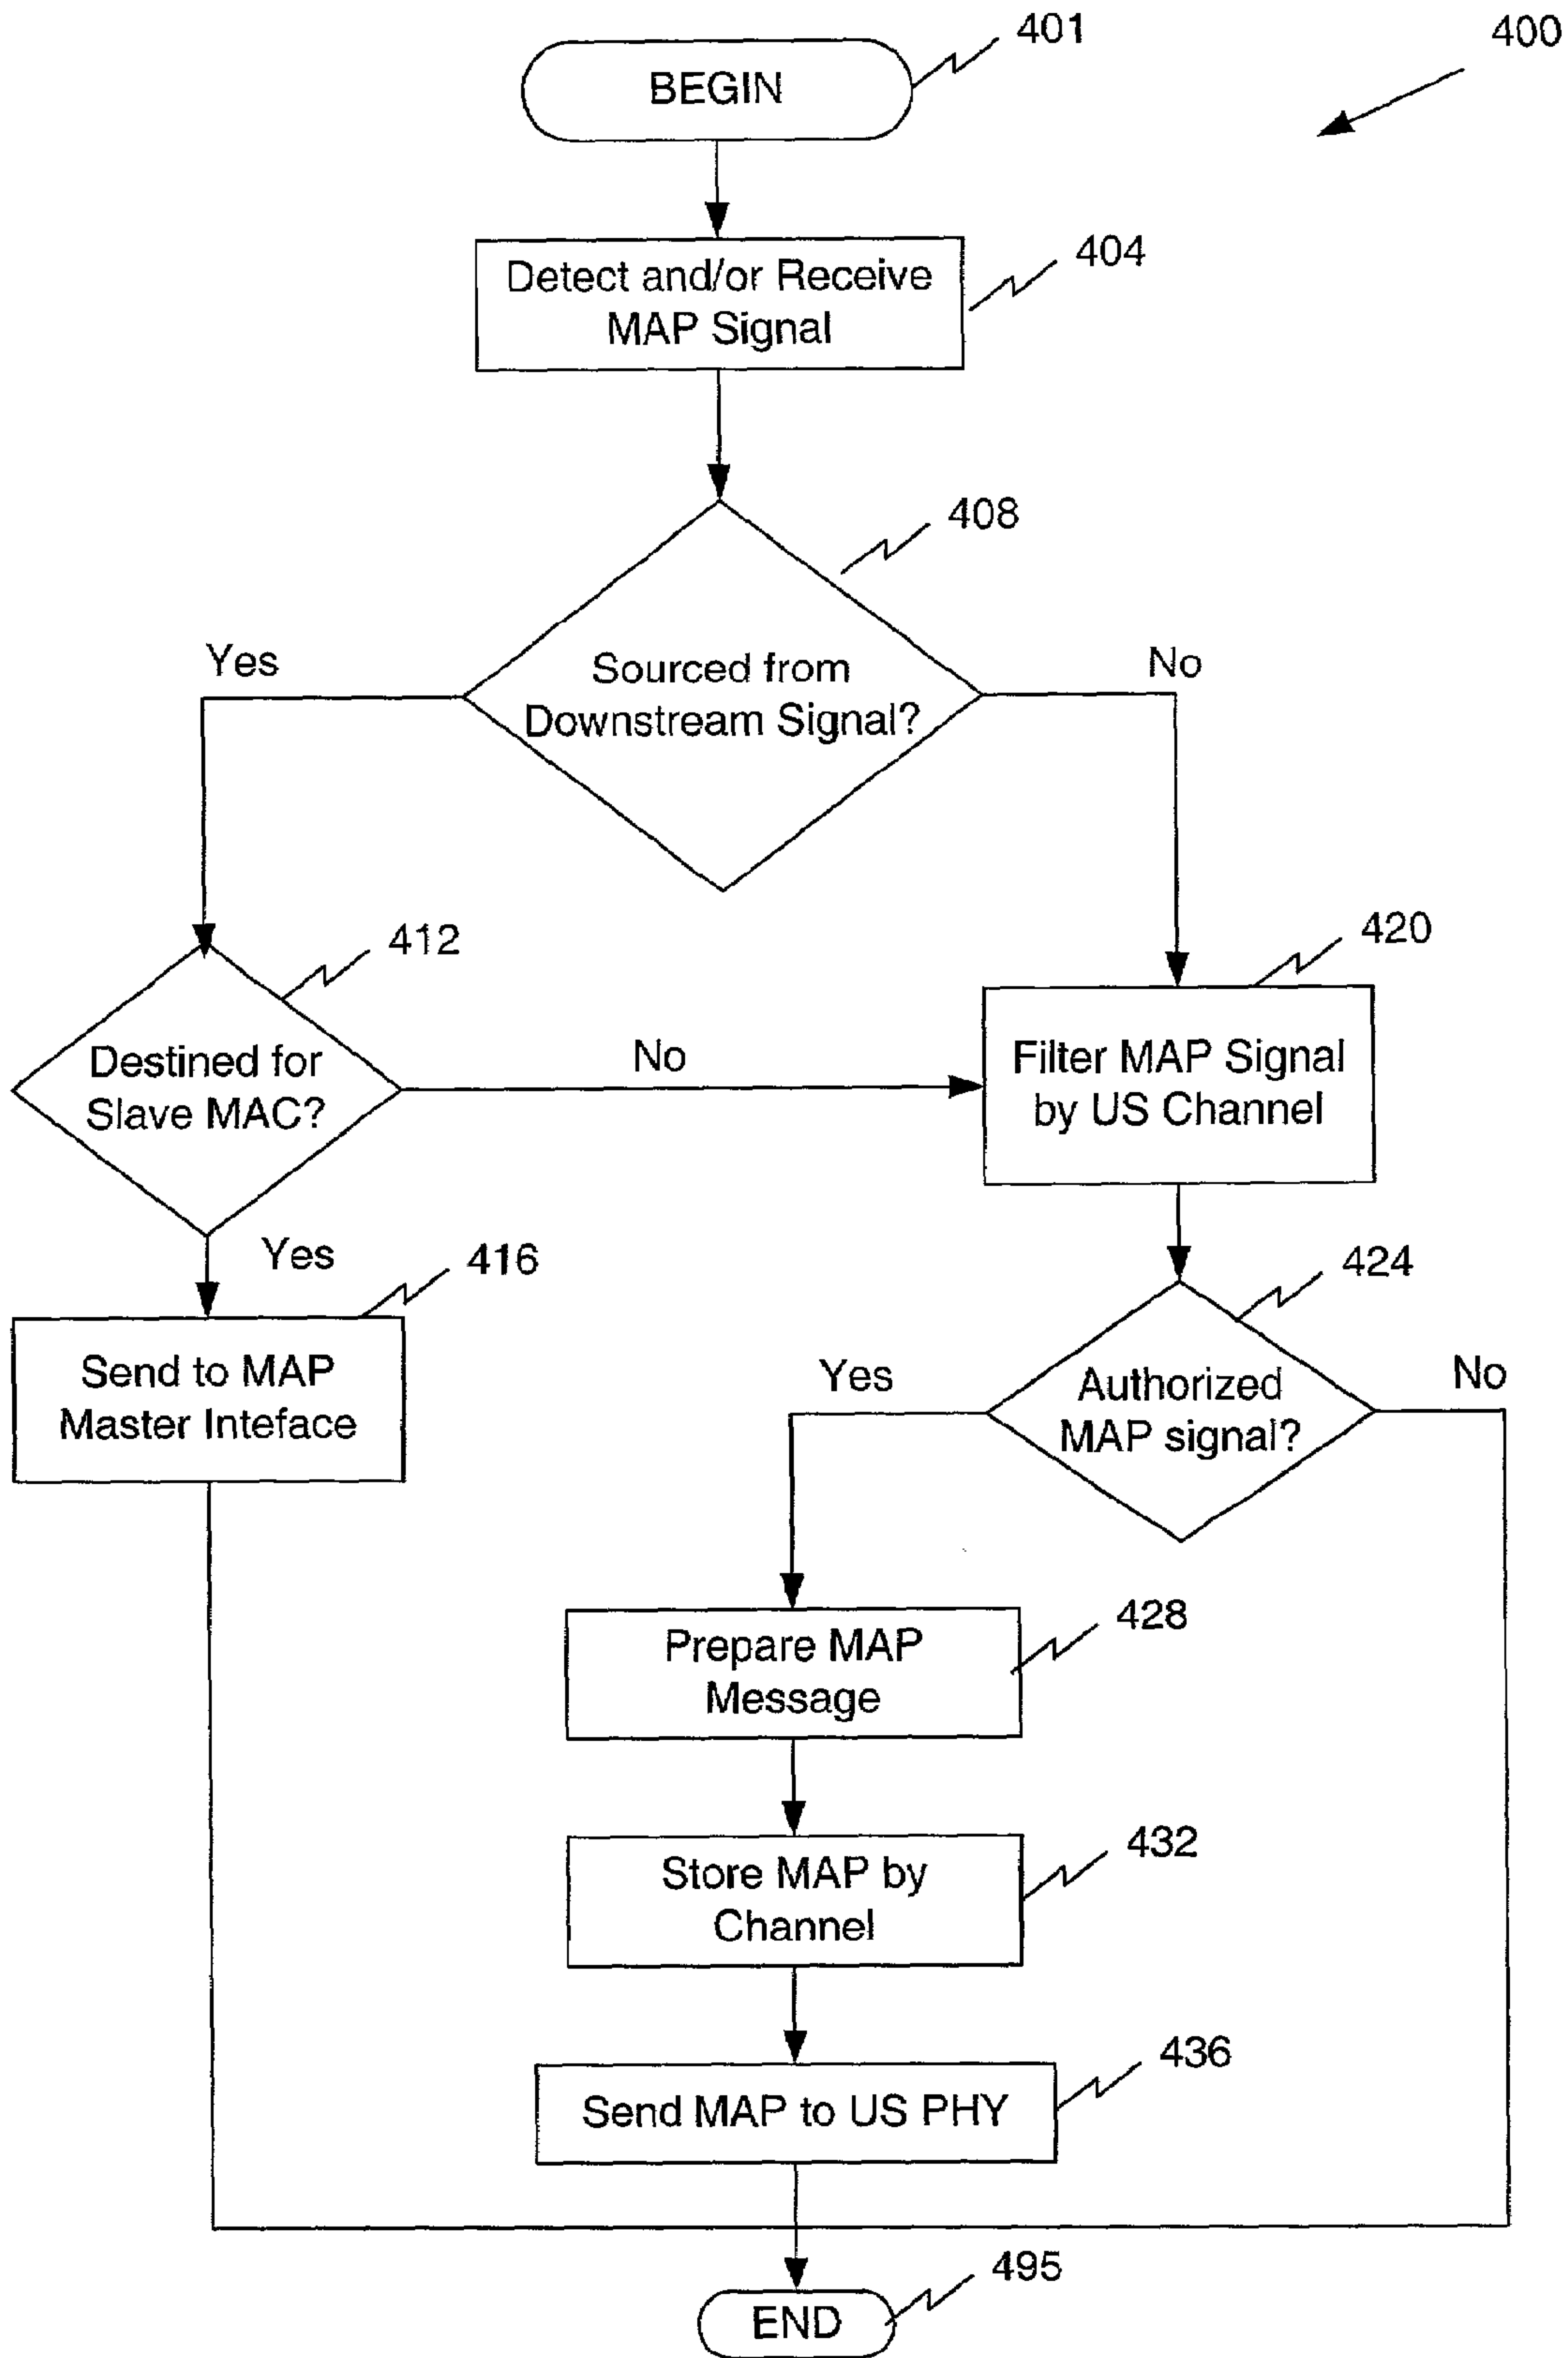 400
401
BEGIN
404
Detect and/or Receive
MAP Signal
408
Yes
Sourced from
Downstream Signal?
No
412
Destined for
Slave MAC?
No
420
Filter MAP Signal
by US Channel
Yes
416
Send to MAP
Master Inteface
424
Yes
Authorized
MAP signal?
No
428
Prepare MAP
Message
432
Store MAP by
Channel
436
Send MAP to US PHY
495
END